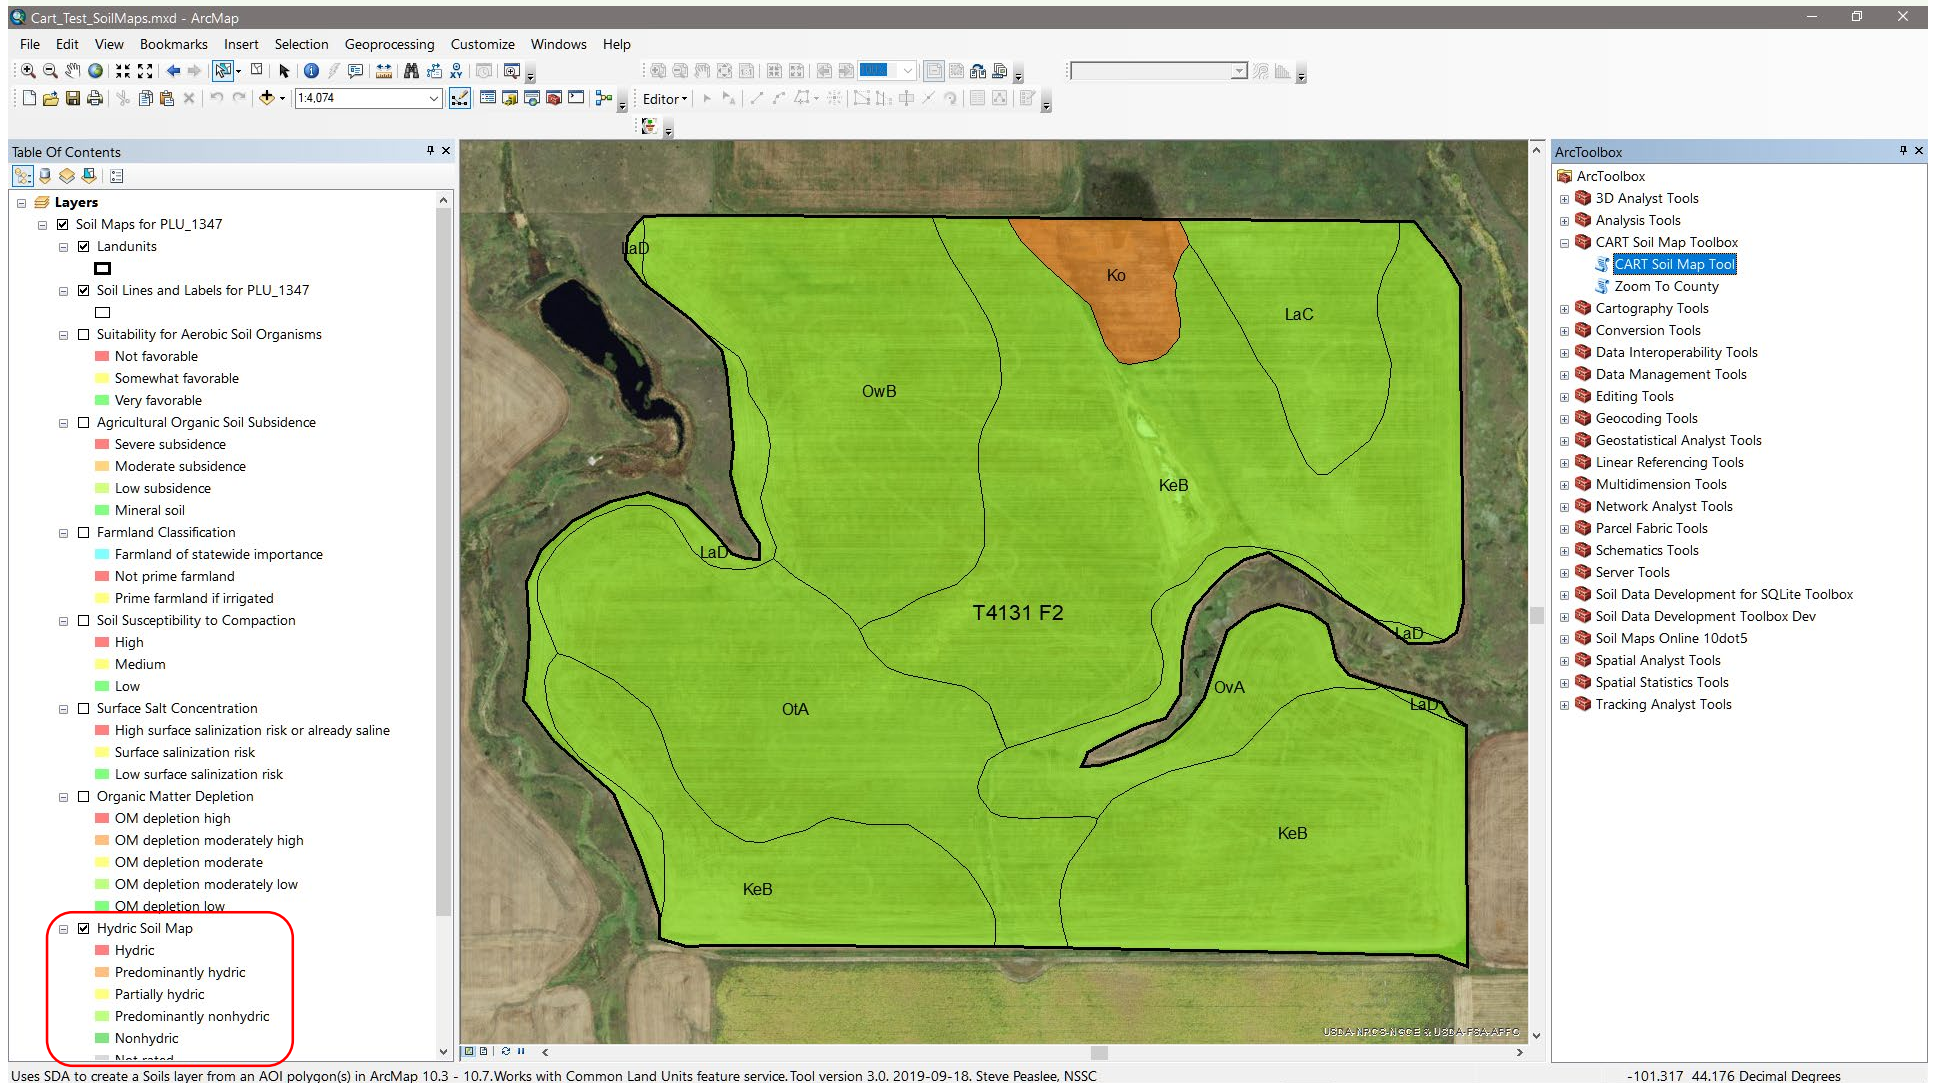 Cart_Test_SoilMaps.mxd - ArcMap
File Edit View Bookmarks Insert Selection Geoprocessing Customize Windows Help
100%
1:4,074
Editor
Table Of Contents
Layers
Soil Maps for PLU_1347
Landunits
Soil Lines and Labels for PLU_1347
Suitability for Aerobic Soil Organisms
Not favorable
Somewhat favorable
Very favorable
Agricultural Organic Soil Subsidence
Severe subsidence
Moderate subsidence
Low subsidence
Mineral soil
Farmland Classification
Farmland of statewide importance
Not prime farmland
Prime farmland if irrigated
Soil Susceptibility to Compaction
High
Medium
Low
Surface Salt Concentration
High surface salinization risk or already saline
Surface salinization risk
Low surface salinization risk
Organic Matter Depletion
OM depletion high
OM depletion moderately high
OM depletion moderate
OM depletion moderately low
OM depletion low
Hydric Soil Map
Hydric
Predominantly hydric
Partially hydric
Predominantly nonhydric
Nonhydric
Not rated
LaD
Ko
LaC
OwB
KeB
LaD
T4131 F2
LaD
OvA
LaD
OtA
KeB
KeB
USDA-NRCS-NGCE & USDA-FSA-APFO
ArcToolbox
ArcToolbox
3D Analyst Tools
Analysis Tools
CART Soil Map Toolbox
CART Soil Map Tool
Zoom To County
Cartography Tools
Conversion Tools
Data Interoperability Tools
Data Management Tools
Editing Tools
Geocoding Tools
Geostatistical Analyst Tools
Linear Referencing Tools
Multidimension Tools
Network Analyst Tools
Parcel Fabric Tools
Schematics Tools
Server Tools
Soil Data Development for SQLite Toolbox
Soil Data Development Toolbox Dev
Soil Maps Online 10dot5
Spatial Analyst Tools
Spatial Statistics Tools
Tracking Analyst Tools
Uses SDA to create a Soils layer from an AOI polygon(s) in ArcMap 10.3 - 10.7.Works with Common Land Units feature service.Tool version 3.0. 2019-09-18. Steve Peaslee, NSSC
-101.317 44.176 Decimal Degrees